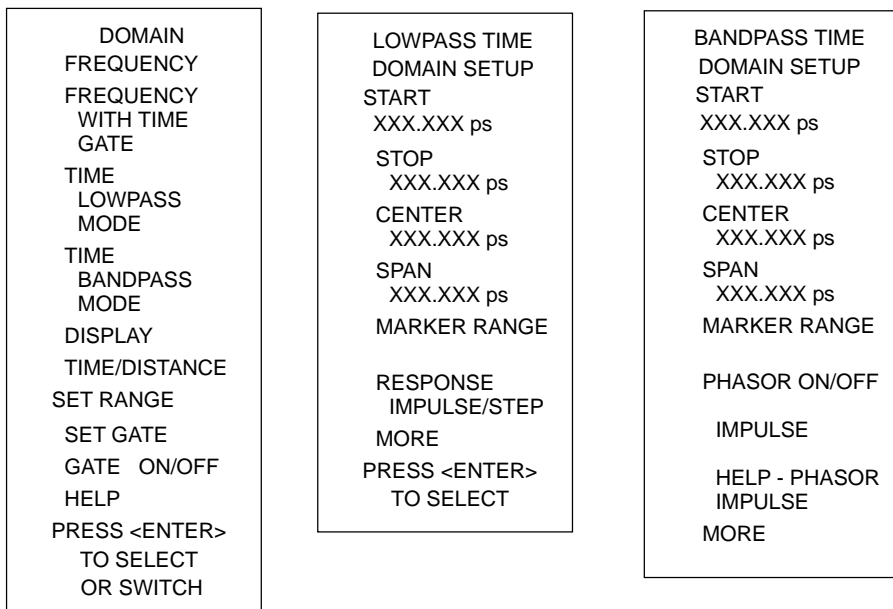 DOMAIN
FREQUENCY
FREQUENCY
WITH TIME
GATE
TIME
LOWPASS
MODE
TIME
BANDPASS
MODE
DISPLAY
TIME/DISTANCE
SET RANGE
SET GATE
GATE ON/OFF
HELP
PRESS <ENTER>
TO SELECT
OR SWITCH
LOWPASS TIME
DOMAIN SETUP
START
XXX.XXX ps
STOP
XXX.XXX ps
CENTER
XXX.XXX ps
SPAN
XXX.XXX ps
MARKER RANGE
RESPONSE
IMPULSE/STEP
MORE
PRESS <ENTER>
TO SELECT
BANDPASS TIME
DOMAIN SETUP
START
XXX.XXX ps
STOP
XXX.XXX ps
CENTER
XXX.XXX ps
SPAN
XXX.XXX ps
MARKER RANGE
PHASOR ON/OFF
IMPULSE
HELP - PHASOR
IMPULSE
MORE